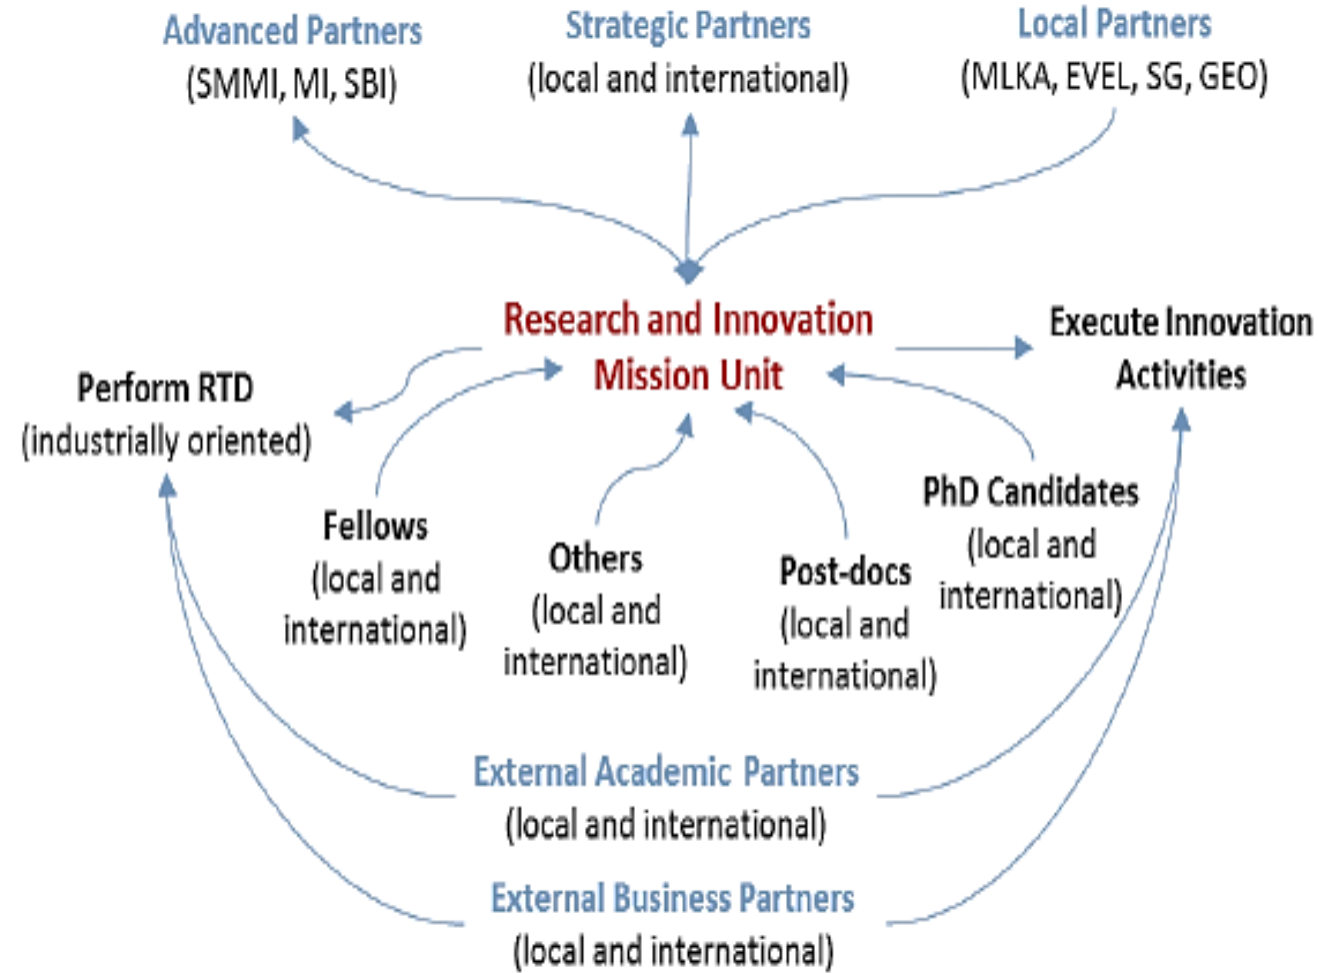 Advanced Partners
(SMMI, MI, SBI)
Strategic Partners
(local and international)
Local Partners
(MLKA, EVEL, SG, GEO)
Research and Innovation
Mission Unit
Execute Innovation
Activities
Perform RTD
(industrially oriented)
Fellows
(local and
international)
Others
(local and
international)
Post-docs
(local and
international)
PhD Candidates
(local and
international)
External Academic Partners
(local and international)
External Business Partners
(local and international)